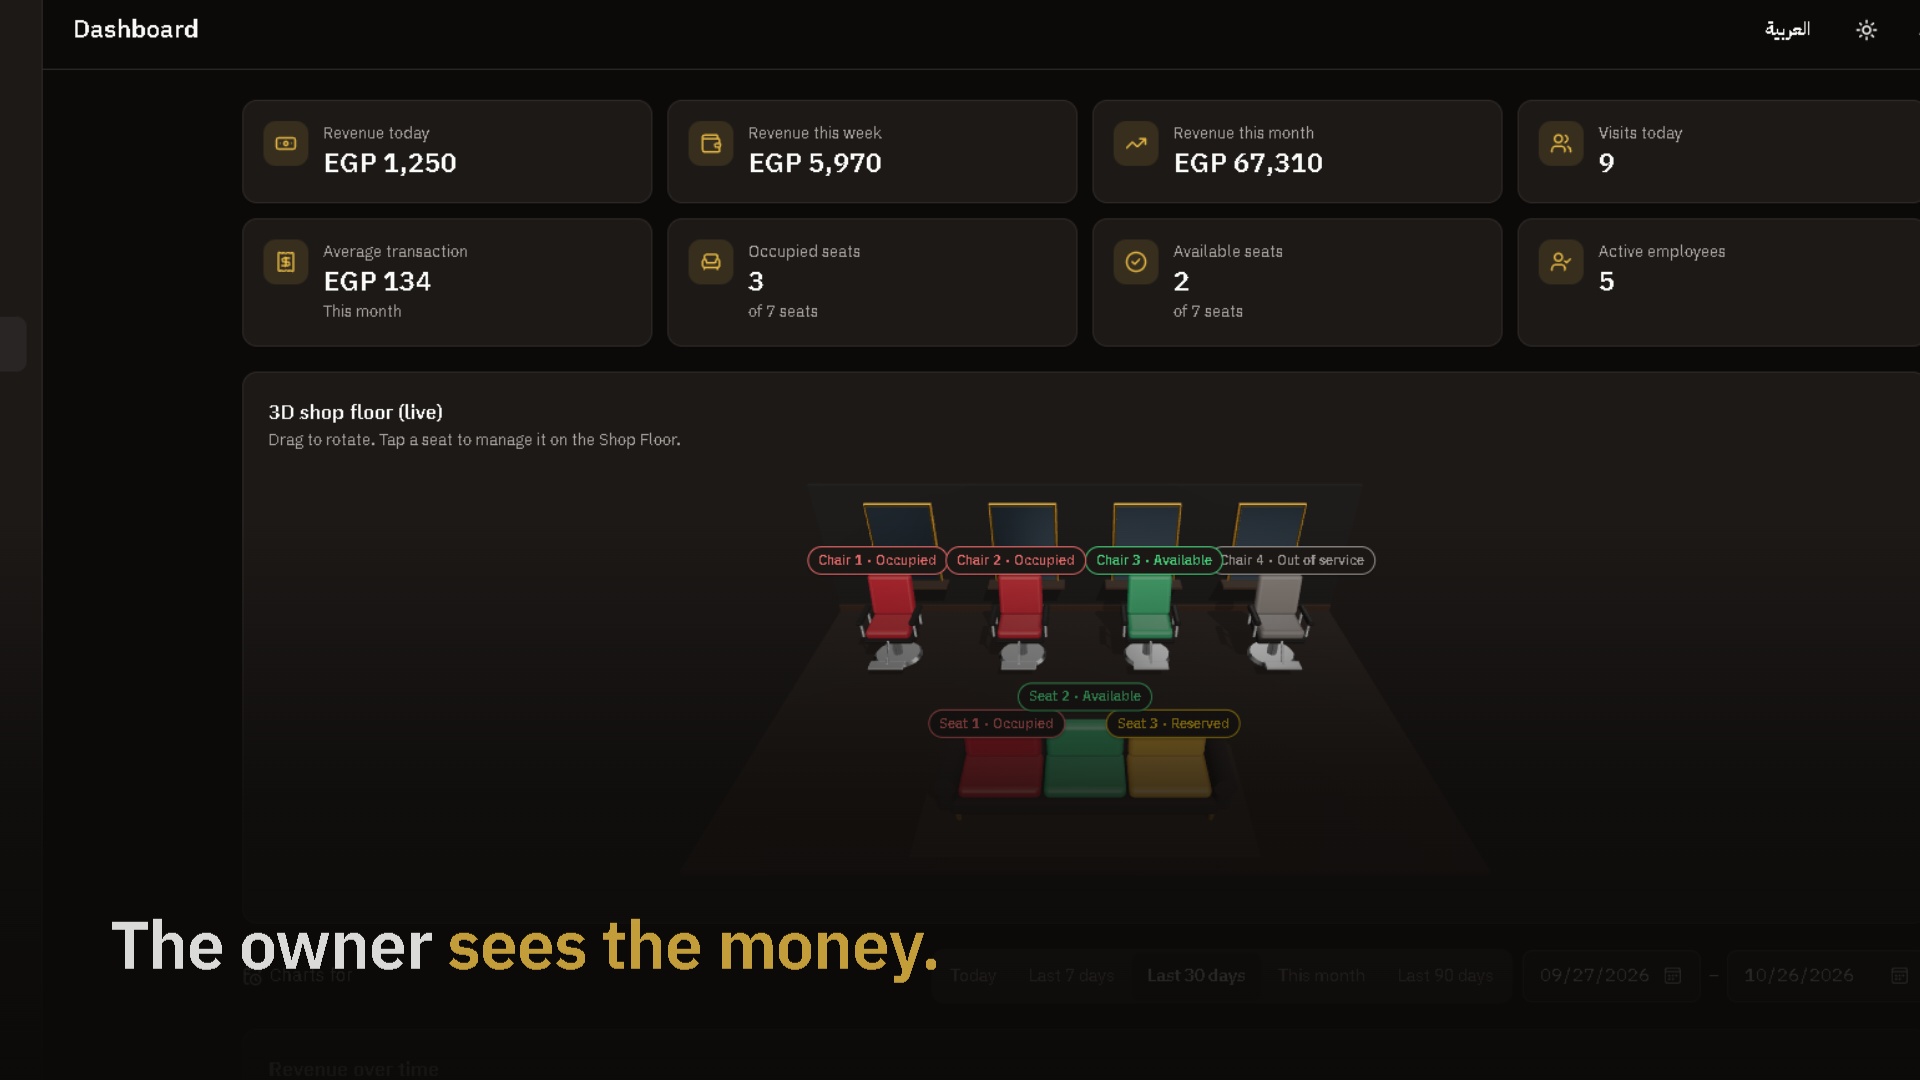 Dashboard
العربية
Revenue today
EGP 1,250
Revenue this week
EGP 5,970
Revenue this month
EGP 67,310
Visits today
9
Average transaction
EGP 134
This month
Occupied seats
3
of 7 seats
Available seats
2
of 7 seats
Active employees
5
3D shop floor (live)
Drag to rotate. Tap a seat to manage it on the Shop Floor.
Chair 1 • Occupied
Chair 2 • Occupied
Chair 3 • Available
Chair 4 • Out of service
Seat 2 • Available
Seat 1 • Occupied
Seat 3 • Reserved
The owner sees the money.
Charts for
Today
Last 7 days
Last 30 days
This month
Last 90 days
09/27/2026
–
10/26/2026
Revenue over time